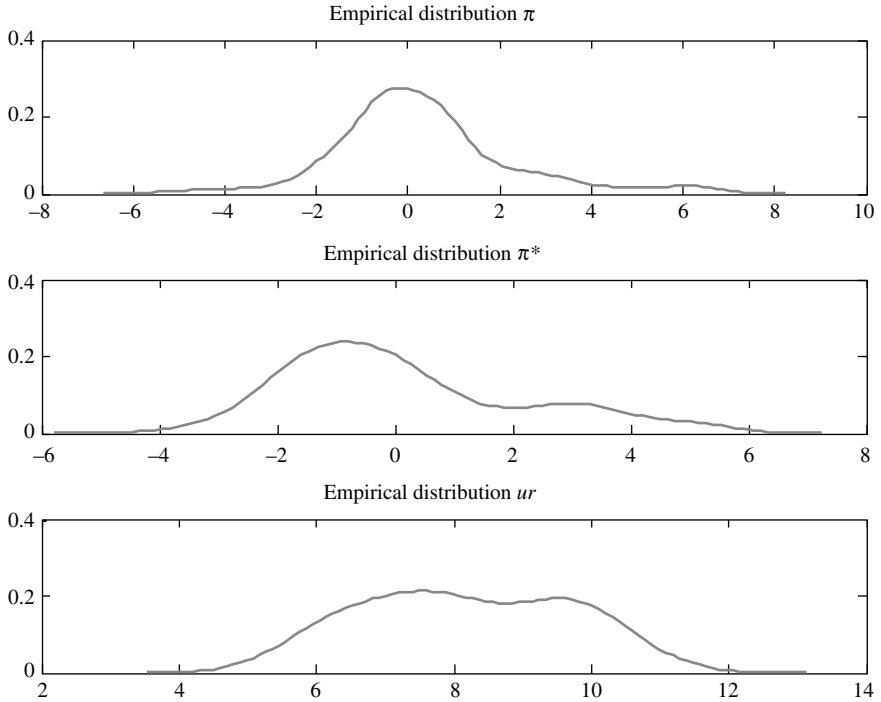 Empirical distribution π
0.4
0.2
0
–8 –6 –4 –2 0 2 4 6 8 10
Empirical distribution π*
0.4
0.2
0
–6 –4 –2 0 2 4 6 8
Empirical distribution ur
0.4
0.2
0
2 4 6 8 10 12 14